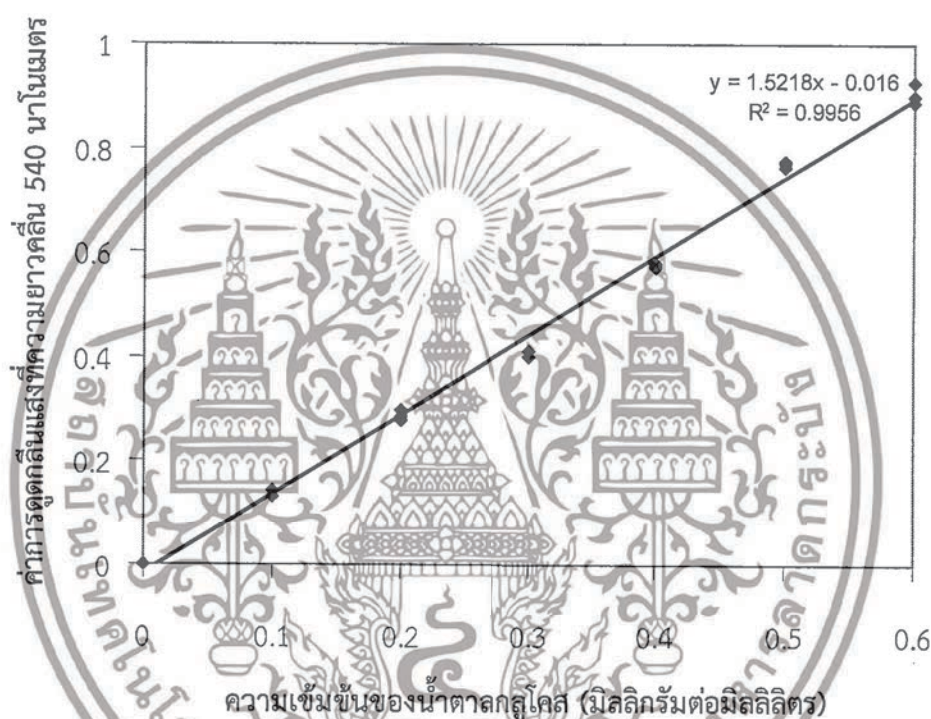 ค่าการดูดกลืนแสงที่ความยาวคลื่น 540 นาโนเมตร
1
0.8
0.6
0.4
0.2
0
y = 1.5218x - 0.016
R² = 0.9956
0 0.1 0.2 0.3 0.4 0.5 0.6
ความเข้มข้นของน้ำตาลกลูโคส (มิลลิกรัมต่อมิลลิลิตร)